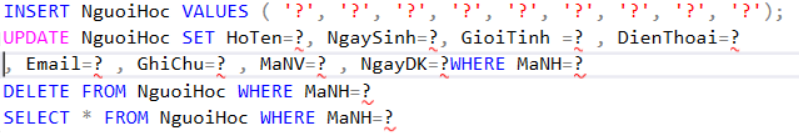 INSERT NguoiHoc VALUES ( '?', '?', '?', '?', '?', '?', '?', '?', '?');
UPDATE NguoiHoc SET HoTen=?, NgaySinh=?, GioiTinh =? , DienThoai=?
, Email=? , GhiChu=? , MaNV=? , NgayDK=?WHERE MaNH=?
DELETE FROM NguoiHoc WHERE MaNH=?
SELECT * FROM NguoiHoc WHERE MaNH=?